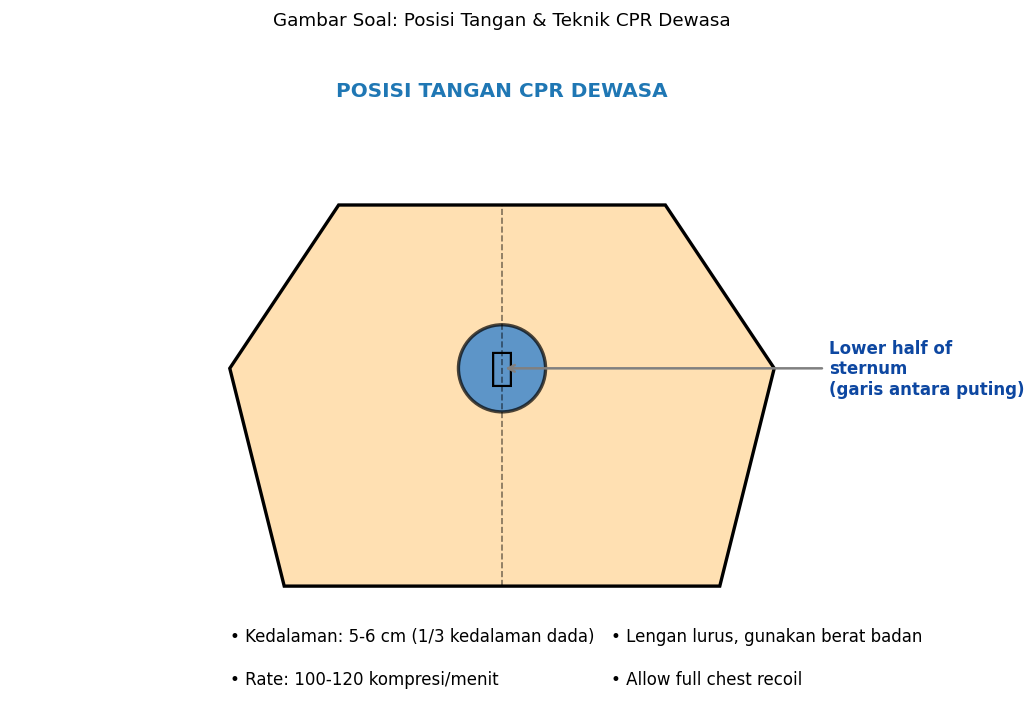 Gambar Soal: Posisi Tangan & Teknik CPR Dewasa
POSISI TANGAN CPR DEWASA
Lower half of
sternum
(garis antara puting)
• Kedalaman: 5-6 cm (1/3 kedalaman dada)
• Lengan lurus, gunakan berat badan
• Rate: 100-120 kompresi/menit
• Allow full chest recoil